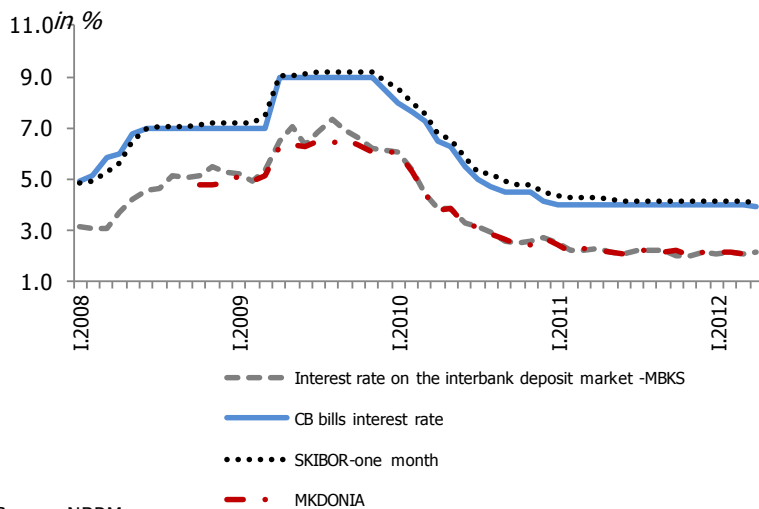 11.0 in %
9.0
7.0
5.0
3.0
1.0
I.2008
I.2009
I.2010
I.2011
I.2012
Interest rate on the interbank deposit market -MBKS
CB bills interest rate
SKIBOR-one month
MKDONIA